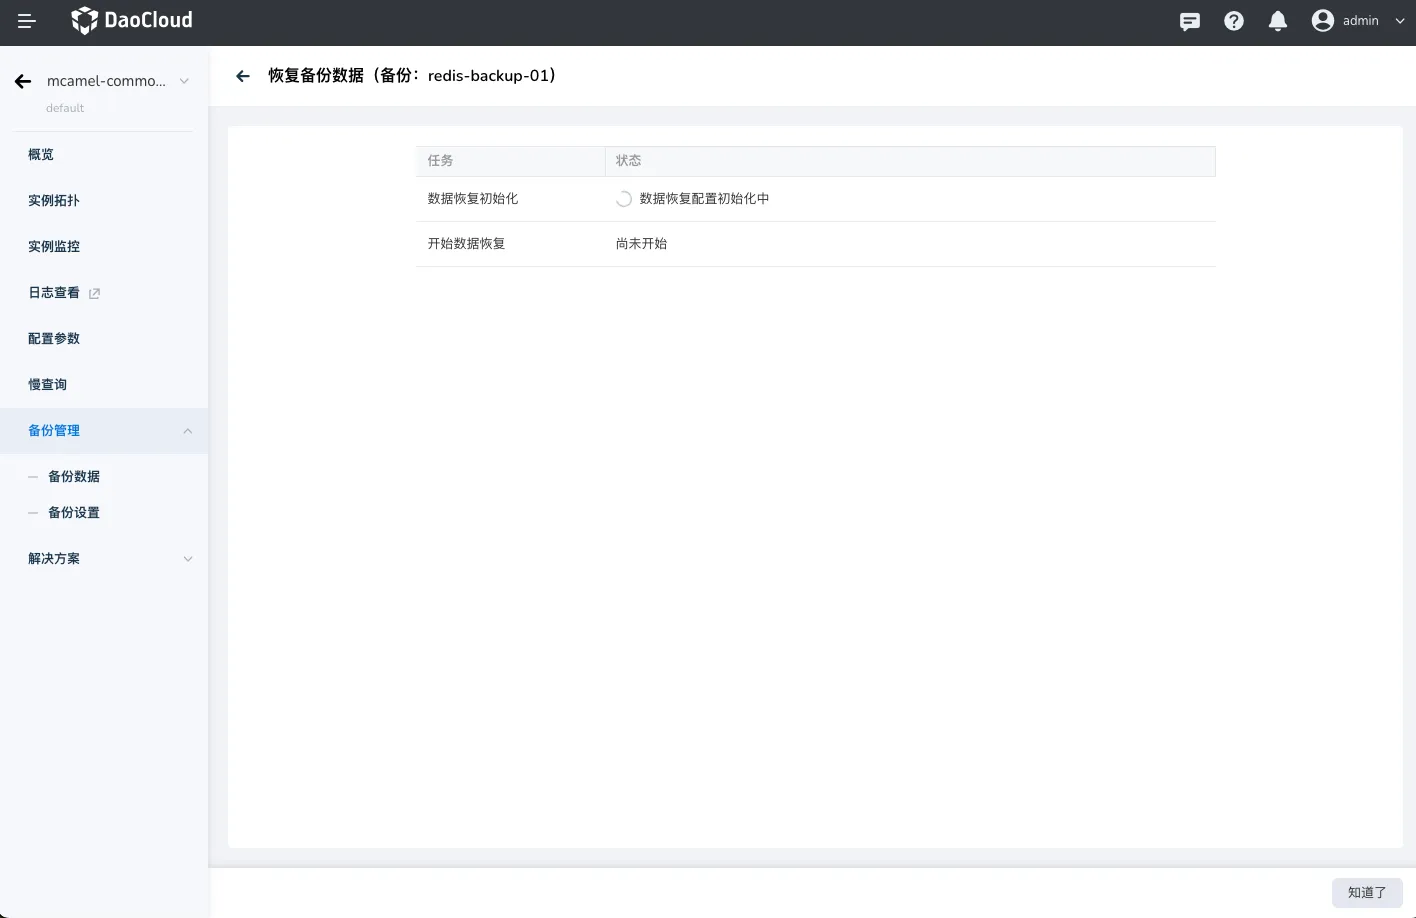 DaoCloud
admin
mcamel-commo...
default
恢复备份数据（备份：redis-backup-01）
概览
实例拓扑
实例监控
日志查看
配置参数
慢查询
备份管理
备份数据
备份设置
解决方案
任务 状态
数据恢复初始化 数据恢复配置初始化中
开始数据恢复 尚未开始
知道了